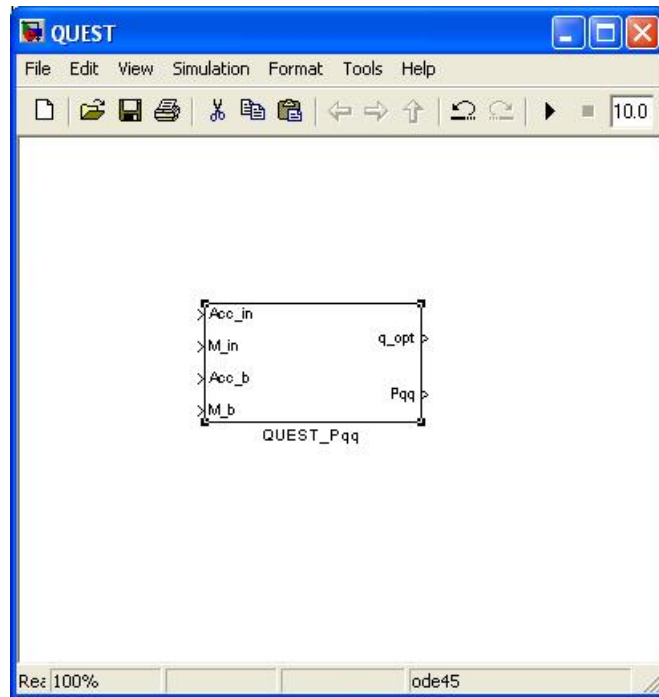 QUEST
File Edit View Simulation Format Tools Help
10.0
Acc_in
M_in
q_opt
Acc_b
Pqq
M_b
QUEST_Pqq
100%
ode45